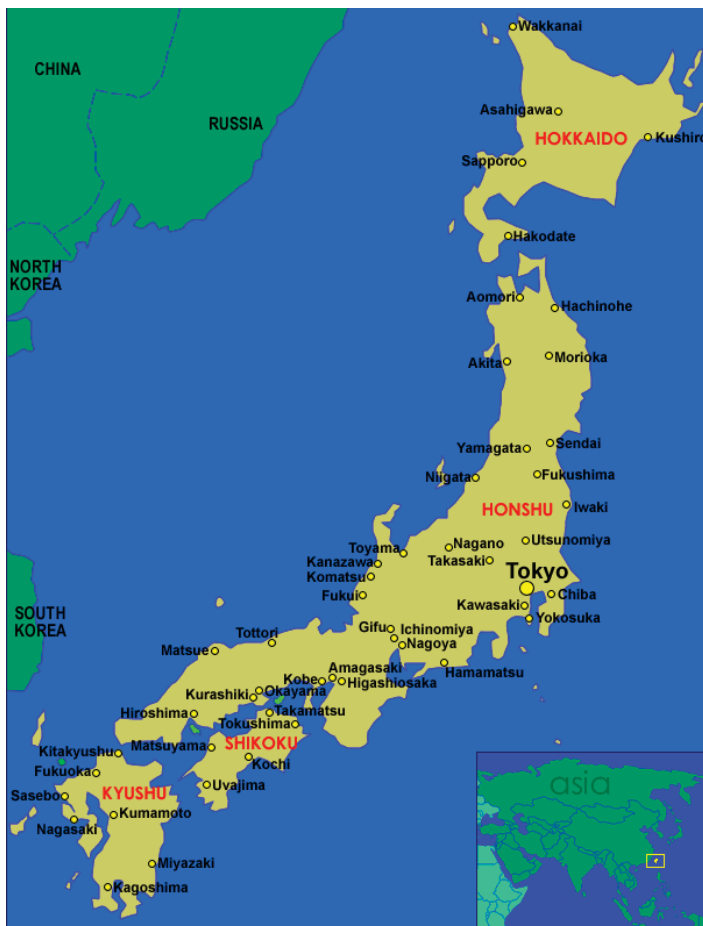 Wakkanai
CHINA
Asahigawa
RUSSIA
HOKKAIDO
Kushiro
Sapporo
Hakodate
NORTH
KOREA
Aomori
Hachinohe
Morioka
Akita
Sendai
Yamagata
Fukushima
Niigata
Iwaki
HONSHU
Utsunomiya
Nagano
Toyama
Takasaki
Kanazawa
Tokyo
Komatsu
Chiba
Fukui
Kawasaki
SOUTH
KOREA
Yokosuka
Gifu
Ichinomiya
Tottori
Nagoya
Matsue
Hamamatsu
Amagasaki
Kobe
Higashiosaka
Okayama
Kurashiki
Hiroshima
Takamatsu
Tokushima
SHIKOKU
Matsuyama
Kitakyushu
Kochi
Fukuoka
Uvajima
asia
KYUSHU
Sasebo
Kumamoto
Nagasaki
Miyazaki
Kagoshima